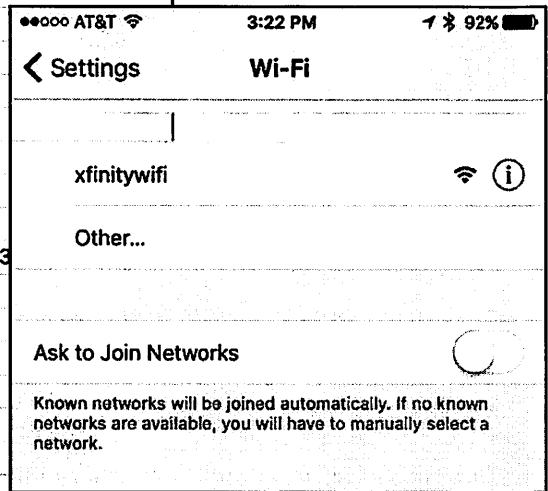 AT&T 3:22 PM 92%
Settings Wi-Fi
xfinitywifi
Other...
3
Ask to Join Networks
Known networks will be joined automatically. If no known
networks are available, you will have to manually select a
network.